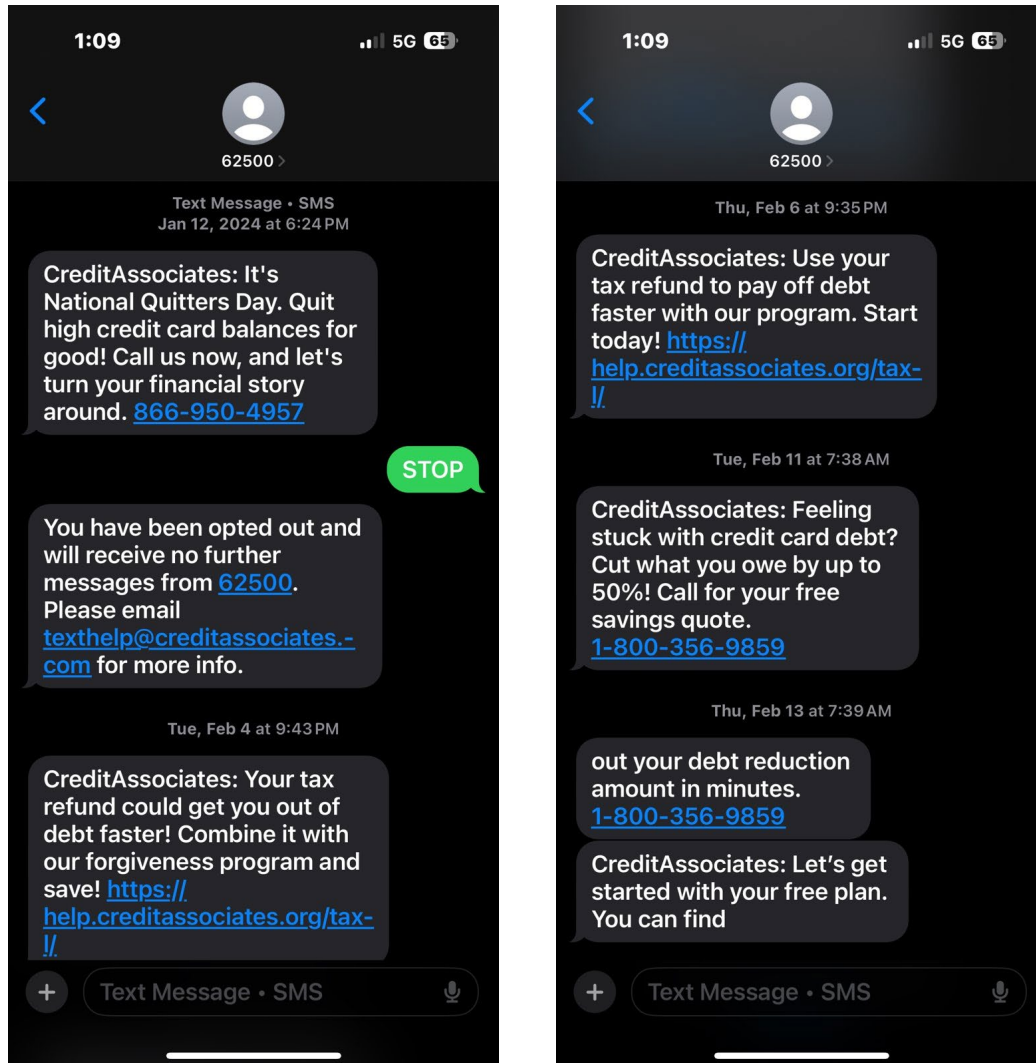 1:09
5G 65
62500
Text Message • SMS
Jan 12, 2024 at 6:24 PM
CreditAssociates: It's
National Quitters Day. Quit
high credit card balances for
good! Call us now, and let's
turn your financial story
around. 866-950-4957
STOP
You have been opted out and
will receive no further
messages from 62500.
Please email
texthelp@creditassociates.-
com for more info.
Tue, Feb 4 at 9:43 PM
CreditAssociates: Your tax
refund could get you out of
debt faster! Combine it with
our forgiveness program and
save! https://
help.creditassociates.org/tax-
l/
Text Message • SMS
1:09
5G 65
62500
Thu, Feb 6 at 9:35 PM
CreditAssociates: Use your
tax refund to pay off debt
faster with our program. Start
today! https://
help.creditassociates.org/tax-
l/
Tue, Feb 11 at 7:38 AM
CreditAssociates: Feeling
stuck with credit card debt?
Cut what you owe by up to
50%! Call for your free
savings quote.
1-800-356-9859
Thu, Feb 13 at 7:39 AM
out your debt reduction
amount in minutes.
1-800-356-9859
CreditAssociates: Let’s get
started with your free plan.
You can find
Text Message • SMS